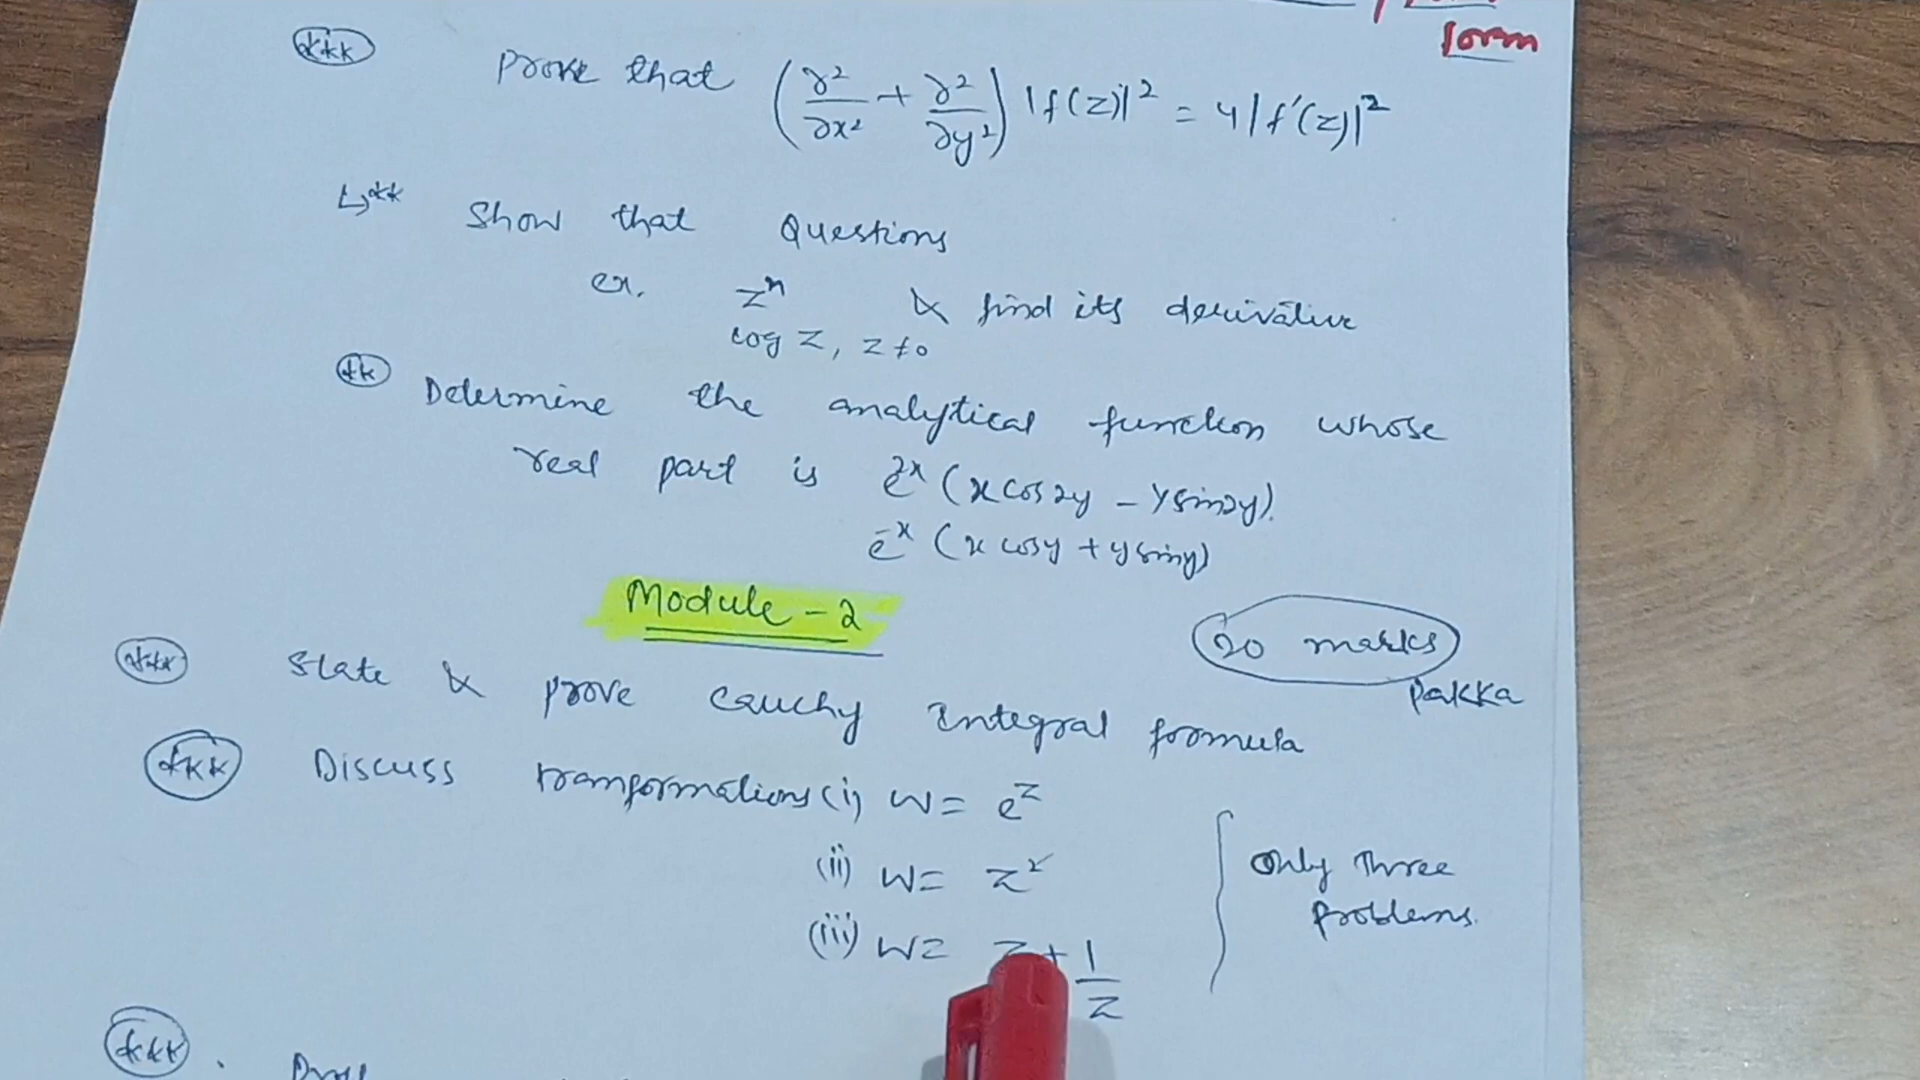 form
*** Prove that (∂²/∂x² + ∂²/∂y²) |f(z)|² = 4|f'(z)|²
↳ ** Show that Questions
ex. zⁿ & find its derivative
log z, z≠0
** Determine the analytical function whose
real part is e²ˣ (x cos 2y - y sin 2y).
e⁻ˣ (x cos y + y sin y)
Module - 2
20 marks
pakka
*** State & prove Cauchy Integral formula
*** Discuss tranformations (i) w = e^z
(ii) w = z²
(iii) w = z + 1/z
Only Three
Problems.
***